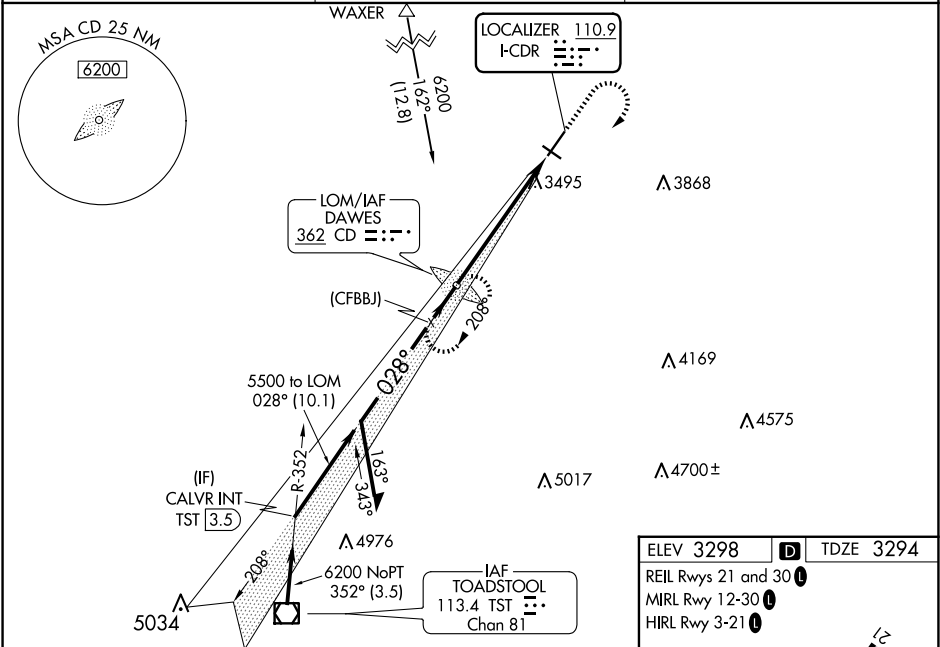 MSA CD 25 NM
6200
WAXER
6200
162°
(12.8)
LOCALIZER 110.9
I-CDR
3495
3868
LOM/IAF
DAWES
362 CD
(CFBBJ)
208°
028°
5500 to LOM
028° (10.1)
R-352
163°
343°
4169
4575
4700±
5017
(IF)
CALVR INT
TST 3.5
4976
208°
6200 NoPT
352° (3.5)
5034
IAF
TOADSTOOL
113.4 TST
Chan 81
ELEV 3298 D TDZE 3294
REIL Rwys 21 and 30 L
MIRL Rwy 12-30 L
HIRL Rwy 3-21 L
21